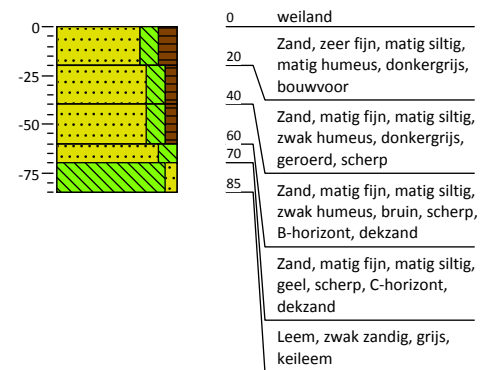 0
-25
-50
-75
0 weiland
Zand, zeer fijn, matig siltig,
matig humeus, donkergrijs,
bouwvoor
20
Zand, matig fijn, matig siltig,
zwak humeus, donkergrijs,
geroerd, scherp
40
Zand, matig fijn, matig siltig,
zwak humeus, bruin, scherp,
B-horizont, dekzand
60
Zand, matig fijn, matig siltig,
geel, scherp, C-horizont,
dekzand
70
Leem, zwak zandig, grijs,
keileem
85